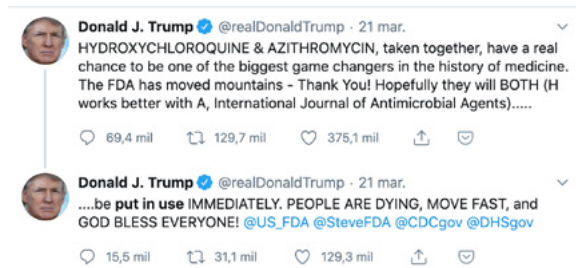 Donald J. Trump @realDonaldTrump · 21 mar.
HYDROXYCHLOROQUINE & AZITHROMYCIN, taken together, have a real
chance to be one of the biggest game changers in the history of medicine.
The FDA has moved mountains - Thank You! Hopefully they will BOTH (H
works better with A, International Journal of Antimicrobial Agents).....
69,4 mil 129,7 mil 375,1 mil
Donald J. Trump @realDonaldTrump · 21 mar.
....be put in use IMMEDIATELY. PEOPLE ARE DYING, MOVE FAST, and
GOD BLESS EVERYONE! @US_FDA @SteveFDA @CDCgov @DHSgov
15,5 mil 31,1 mil 129,3 mil